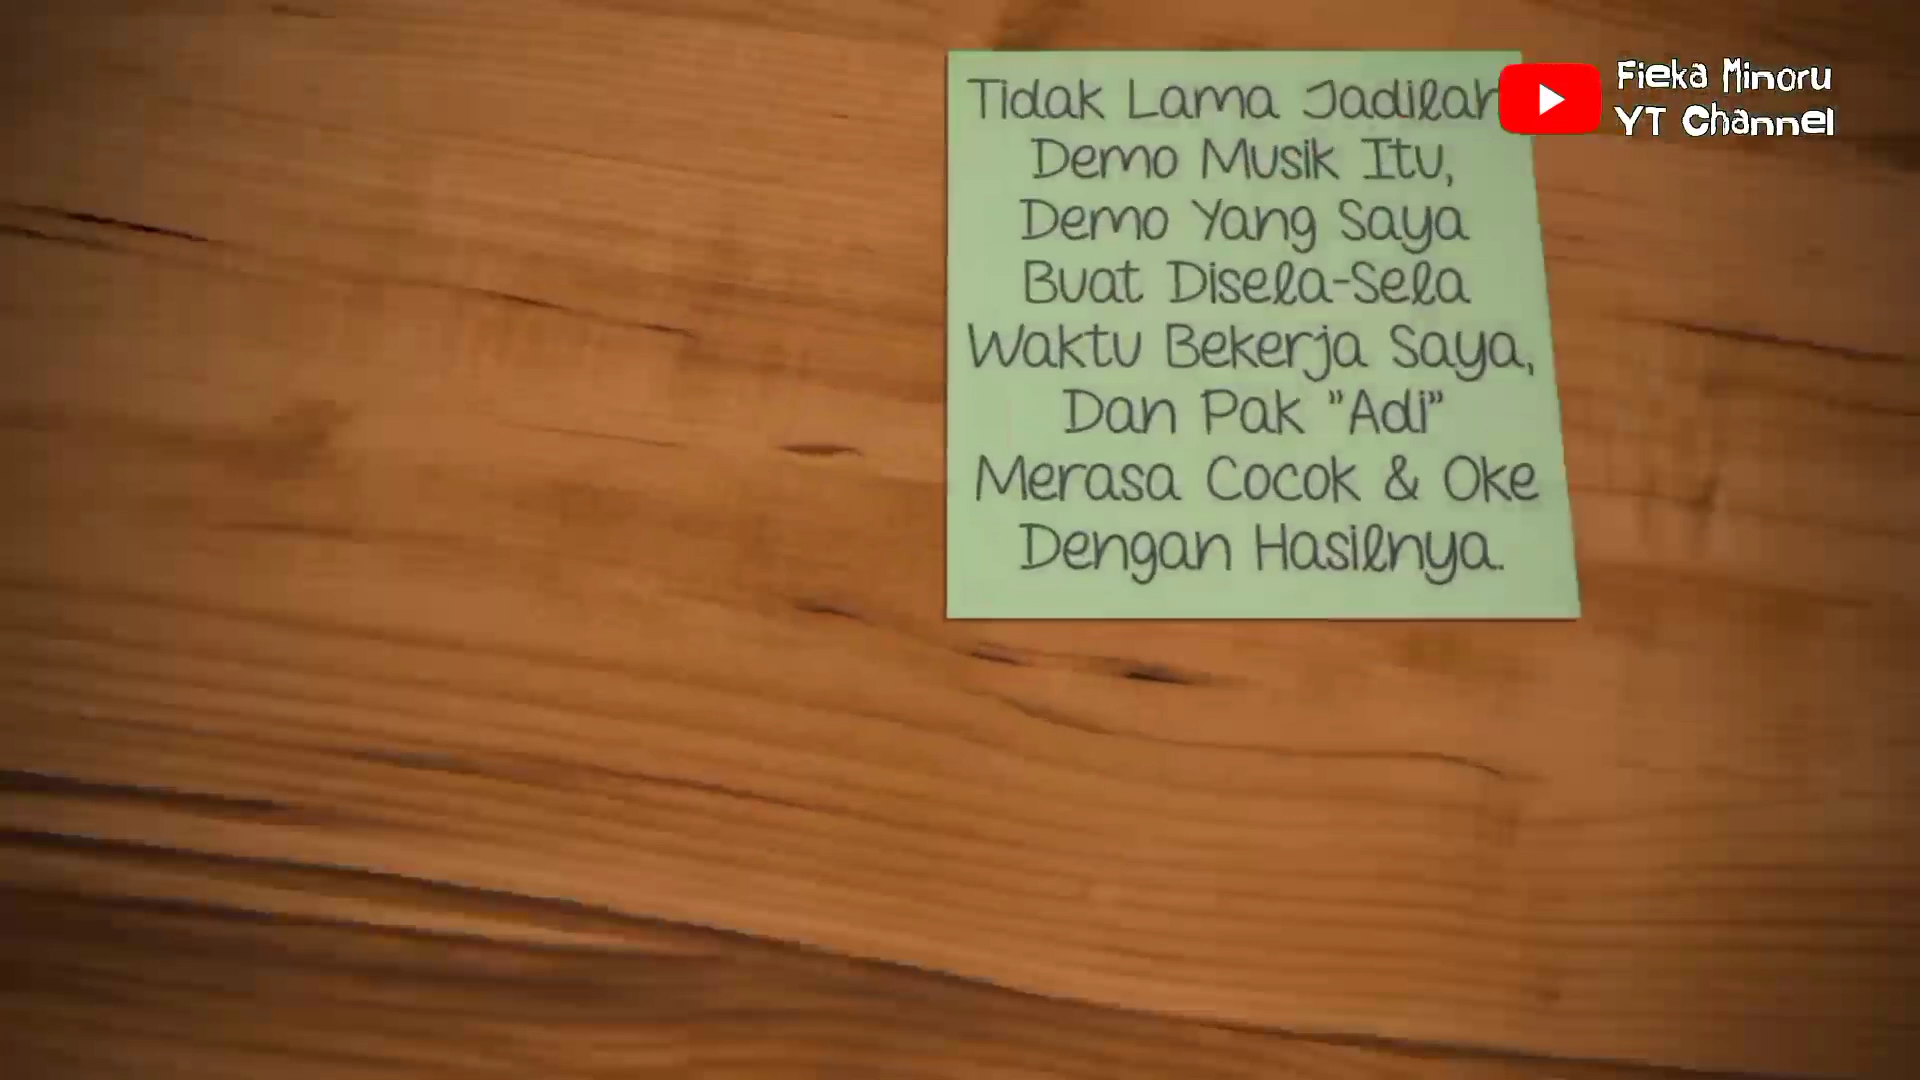 Tidak Lama Jadilah
Demo Musik Itu,
Demo Yang Saya
Buat Disela-Sela
Waktu Bekerja Saya,
Dan Pak "Adi"
Merasa Cocok & Oke
Dengan Hasilnya.
Fieka Minoru
YT Channel